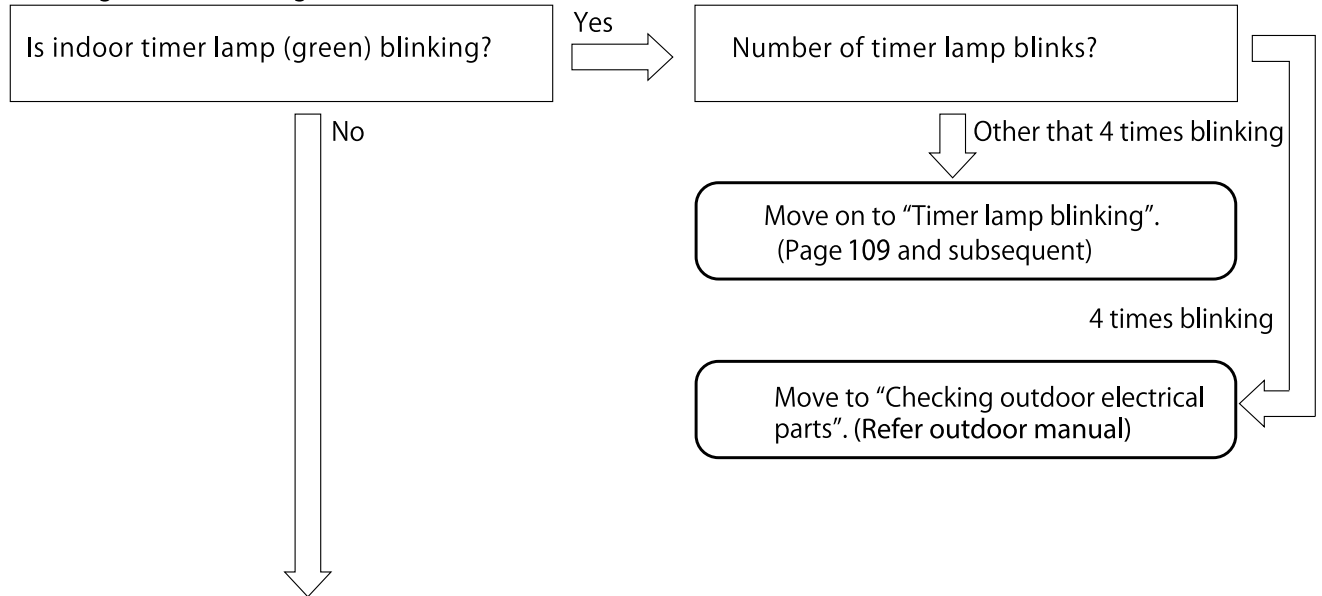 Is indoor timer lamp (green) blinking?
Yes
Number of timer lamp blinks?
No
Other that 4 times blinking
Move on to “Timer lamp blinking”.
(Page 109 and subsequent)
4 times blinking
Move to “Checking outdoor electrical
parts”. (Refer outdoor manual)